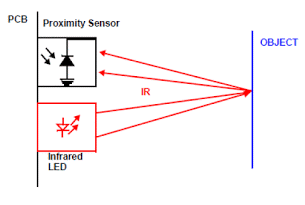 PCB
Proximity Sensor
OBJECT
IR
Infrared
LED